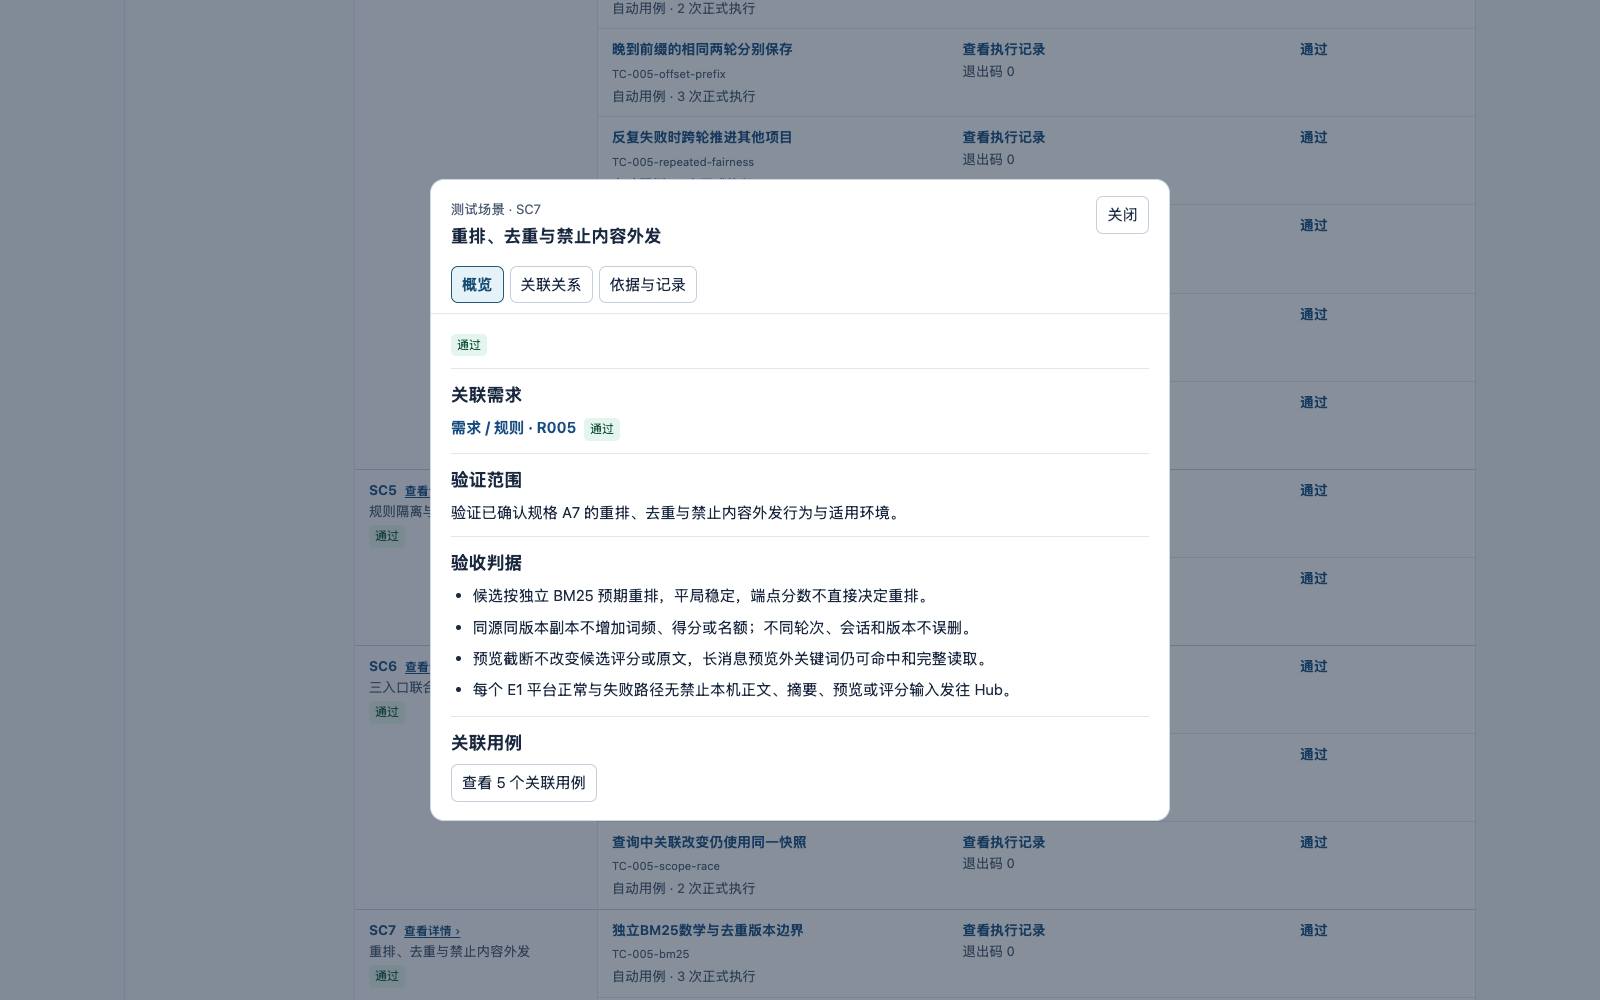 自动用例 · 2 次正式执行
晚到前缀的相同两轮分别保存
查看执行记录
通过
TC-005-offset-prefix
退出码 0
自动用例 · 3 次正式执行
反复失败时跨轮推进其他项目
查看执行记录
通过
TC-005-repeated-fairness
退出码 0
测试场景 · SC7
重排、去重与禁止内容外发
关闭
概览
关联关系
依据与记录
通过
关联需求
需求 / 规则 · R005 通过
验证范围
验证已确认规格 A7 的重排、去重与禁止内容外发行为与适用环境。
验收判据
• 候选按独立 BM25 预期重排，平局稳定，端点分数不直接决定重排。
• 同源同版本副本不增加词频、得分或名额；不同轮次、会话和版本不误删。
• 预览截断不改变候选评分或原文，长消息预览外关键词仍可命中和完整读取。
• 每个 E1 平台正常与失败路径无禁止本机正文、摘要、预览或评分输入发往 Hub。
关联用例
查看 5 个关联用例
通过
通过
通过
SC5 查看
规则隔离与
通过
通过
通过
SC6 查看
三入口联合
通过
通过
通过
查询中关联改变仍使用同一快照
查看执行记录
通过
TC-005-scope-race
退出码 0
自动用例 · 2 次正式执行
SC7 查看详情 ›
重排、去重与禁止内容外发
通过
独立BM25数学与去重版本边界
查看执行记录
通过
TC-005-bm25
退出码 0
自动用例 · 3 次正式执行